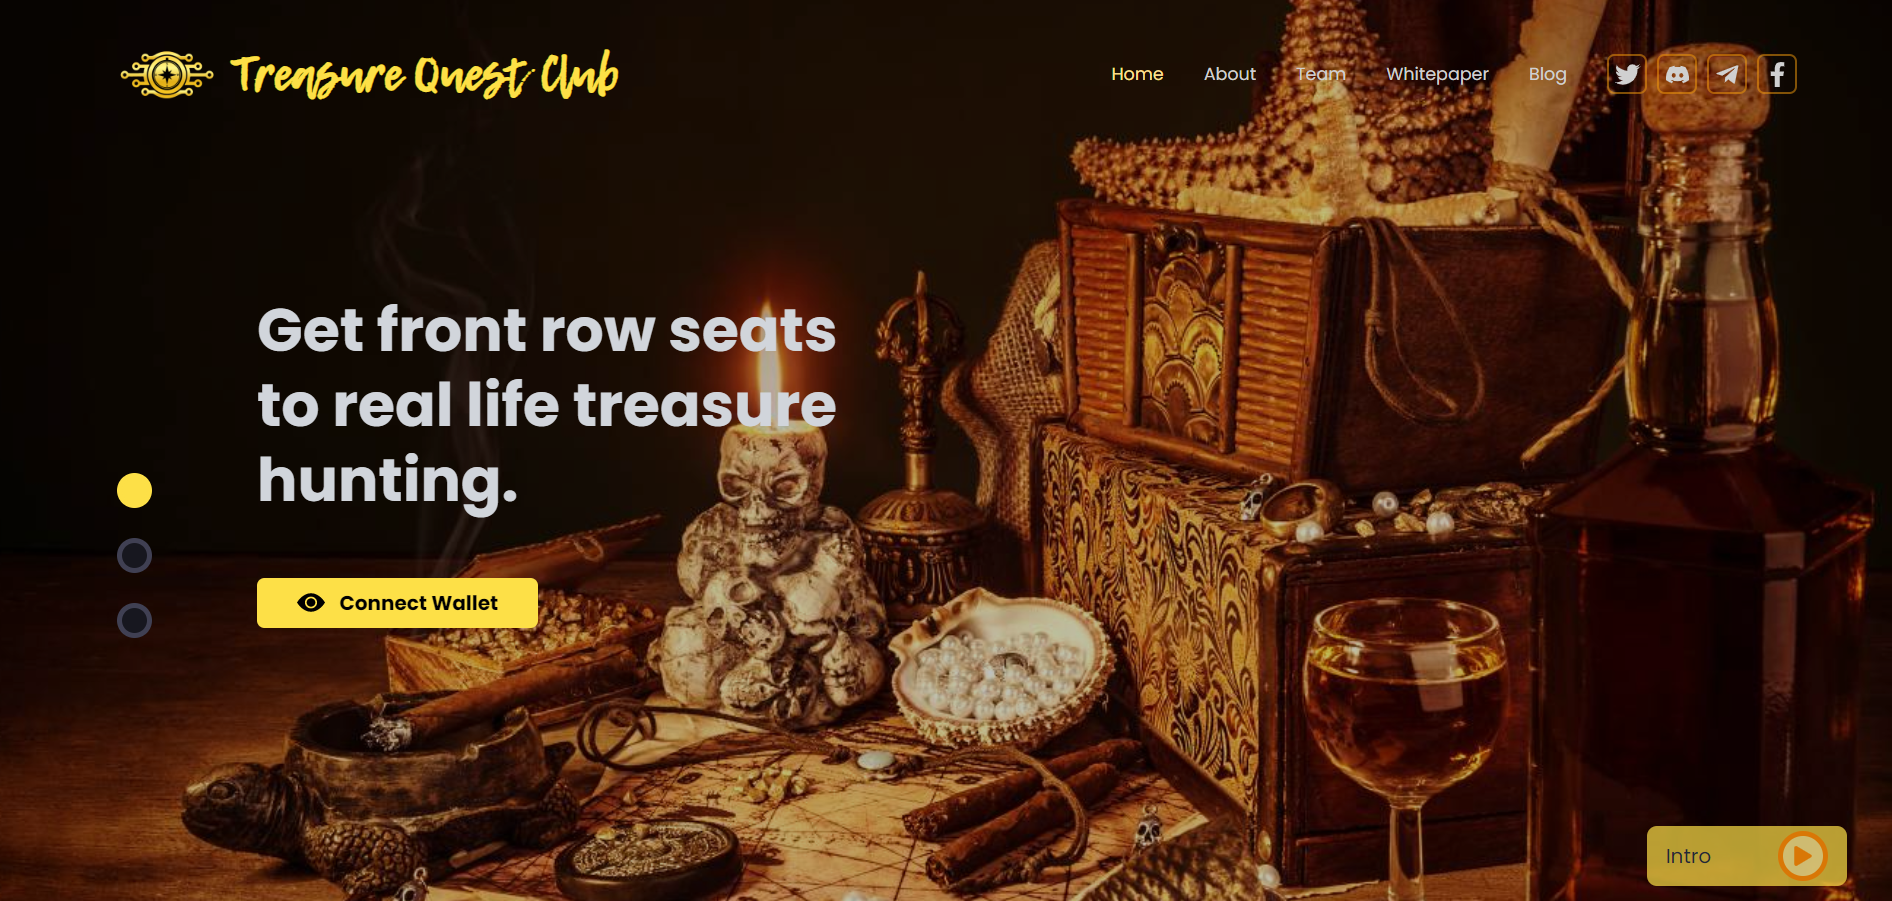 Treasure Quest Club
Home About Team Whitepaper Blog
Get front row seats
to real life treasure
hunting.
Connect Wallet
Intro